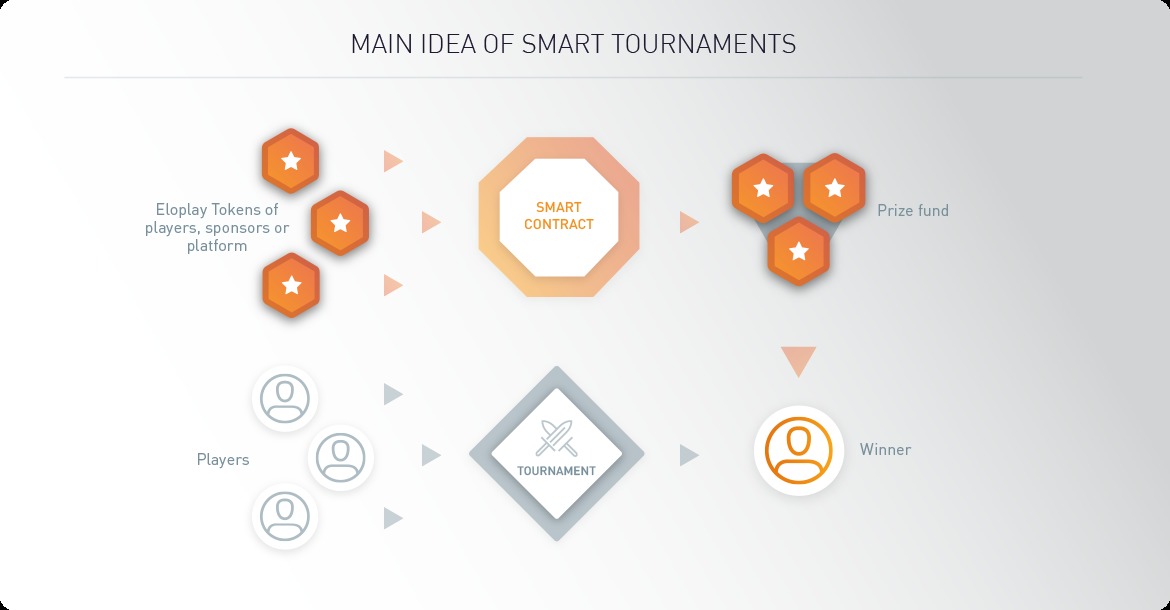 MAIN IDEA OF SMART TOURNAMENTS
Eloplay Tokens of
players, sponsors or
platform
SMART
CONTRACT
Prize fund
Players
TOURNAMENT
Winner